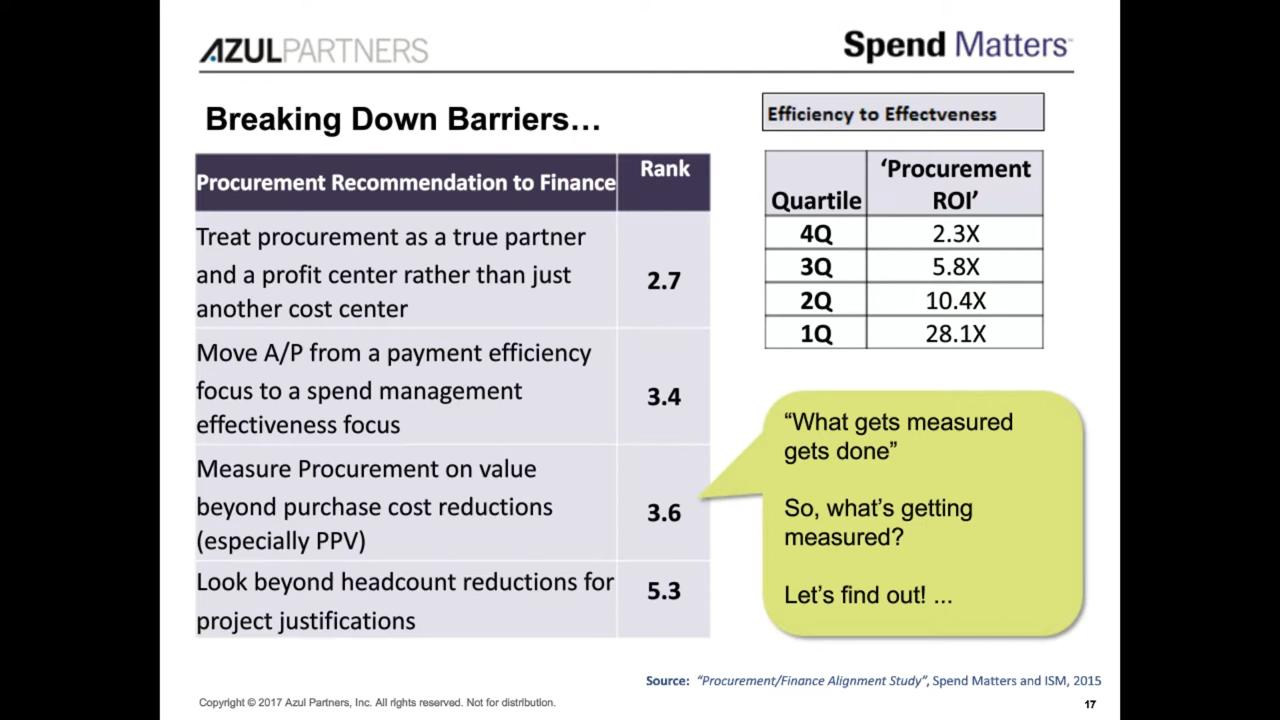 AZULPARTNERS
Spend Matters™
Breaking Down Barriers…
Efficiency to Effectveness
Procurement Recommendation to Finance
Rank
Treat procurement as a true partner
and a profit center rather than just
another cost center
2.7
Move A/P from a payment efficiency
focus to a spend management
effectiveness focus
3.4
Measure Procurement on value
beyond purchase cost reductions
(especially PPV)
3.6
Look beyond headcount reductions for
project justifications
5.3
Quartile
‘Procurement
ROI’
4Q 2.3X
3Q 5.8X
2Q 10.4X
1Q 28.1X
“What gets measured
gets done”
So, what’s getting
measured?
Let’s find out! ...
Source: “Procurement/Finance Alignment Study”, Spend Matters and ISM, 2015
Copyright © 2017 Azul Partners, Inc. All rights reserved. Not for distribution.
17